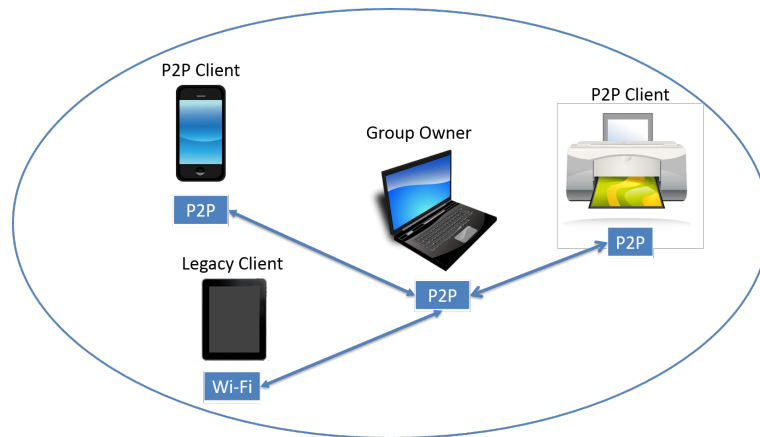 P2P Client
P2P Client
Group Owner
P2P
P2P
Legacy Client
P2P
Wi-Fi